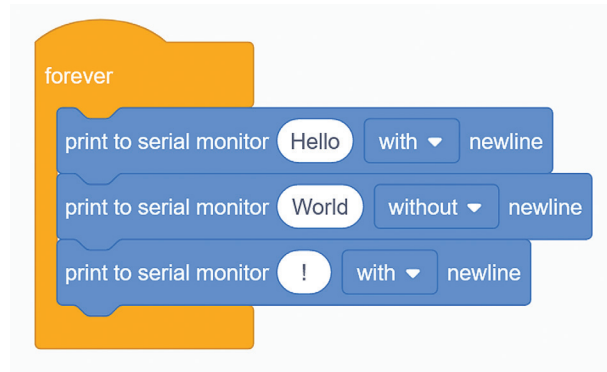 forever
print to serial monitor Hello with newline
print to serial monitor World without newline
print to serial monitor ! with newline